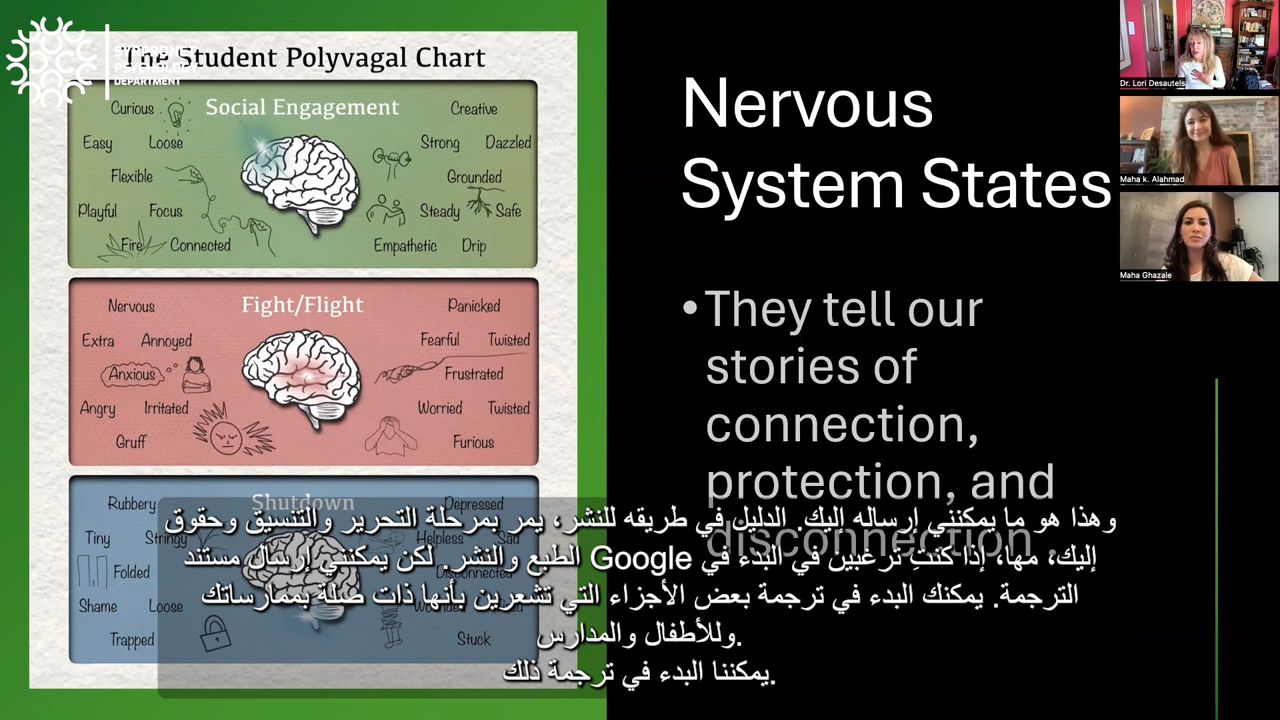 PSYCHOLOGY
DEPARTMENT
The Student Polyvagal Chart
Social Engagement
Curious
Creative
Easy
Loose
Strong
Dazzled
Flexible
Grounded
Playful
Focus
Steady
Safe
Fire
Connected
Empathetic
Drip
Fight/Flight
Nervous
Panicked
Extra
Annoyed
Fearful
Twisted
Anxious
Frustrated
Angry
Irritated
Worried
Twisted
Gruff
Furious
Shutdown
Rubbery
Depressed
Tiny
Stringy
Helpless
Sad
Folded
Disconnected
Shame
Loose
Trapped
Stuck
Nervous
System States
•They tell our
stories of
connection,
protection, and
disconnection.
Dr. Lori Desautels
Maha k. Alahmad
Maha Ghazale
وهذا هو ما يمكنني إرساله إليك. الدليل في طريقه للنشر، يمر بمرحلة التحرير والتنسيق وحقوق
الطبع والنشر. لكن يمكنني إرسال مستند Google إليك، مها، إذا كنتِ ترغبين في البدء في
الترجمة. يمكنك البدء في ترجمة بعض الأجزاء التي تشعرين بأنها ذات صلة بممارساتك
وللأطفال والمدارس.
يمكننا البدء في ترجمة ذلك.